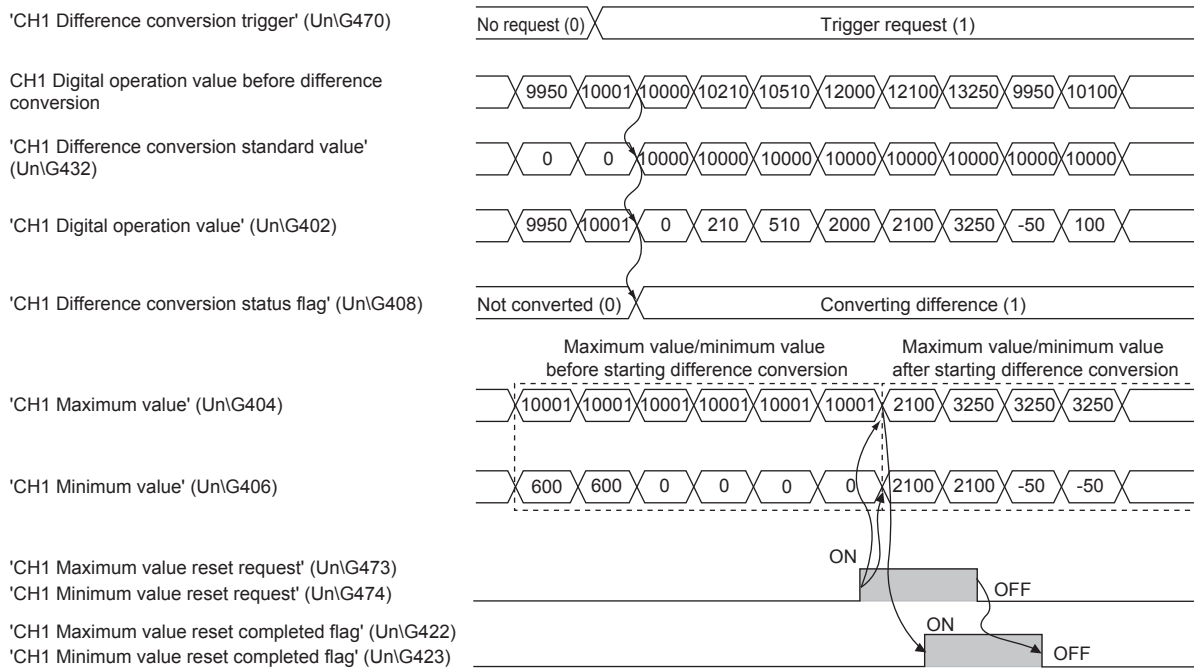 'CH1 Difference conversion trigger' (Un\G470)
No request (0)
Trigger request (1)
CH1 Digital operation value before difference
conversion
9950 10001 10000 10210 10510 12000 12100 13250 9950 10100
'CH1 Difference conversion standard value'
(Un\G432)
0 0 10000 10000 10000 10000 10000 10000 10000 10000
'CH1 Digital operation value' (Un\G402)
9950 10001 0 210 510 2000 2100 3250 -50 100
'CH1 Difference conversion status flag' (Un\G408)
Not converted (0)
Converting difference (1)
Maximum value/minimum value
before starting difference conversion
Maximum value/minimum value
after starting difference conversion
'CH1 Maximum value' (Un\G404)
10001 10001 10001 10001 10001 10001 2100 3250 3250 3250
'CH1 Minimum value' (Un\G406)
600 600 0 0 0 0 2100 2100 -50 -50
ON
'CH1 Maximum value reset request' (Un\G473)
'CH1 Minimum value reset request' (Un\G474)
OFF
'CH1 Maximum value reset completed flag' (Un\G422)
ON
'CH1 Minimum value reset completed flag' (Un\G423)
OFF